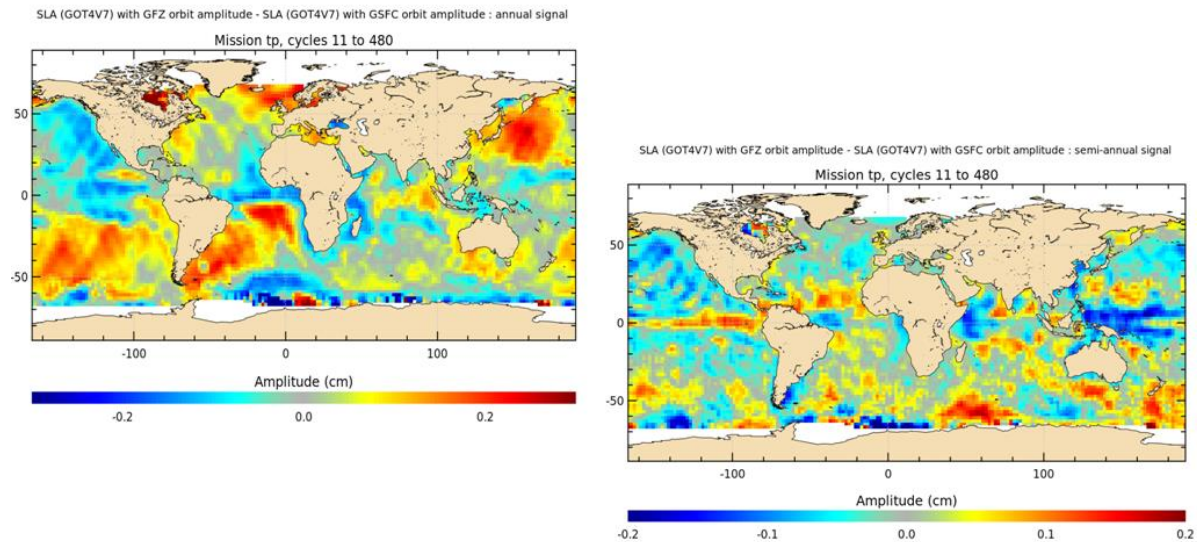 SLA (GOT4V7) with GFZ orbit amplitude - SLA (GOT4V7) with GSFC orbit amplitude : annual signal
Mission tp, cycles 11 to 480
50
0
-50
-100 0 100
Amplitude (cm)
-0.2 0.0 0.2
SLA (GOT4V7) with GFZ orbit amplitude - SLA (GOT4V7) with GSFC orbit amplitude : semi-annual signal
Mission tp, cycles 11 to 480
50
0
-50
-100 0 100
Amplitude (cm)
-0.2 -0.1 0.0 0.1 0.2